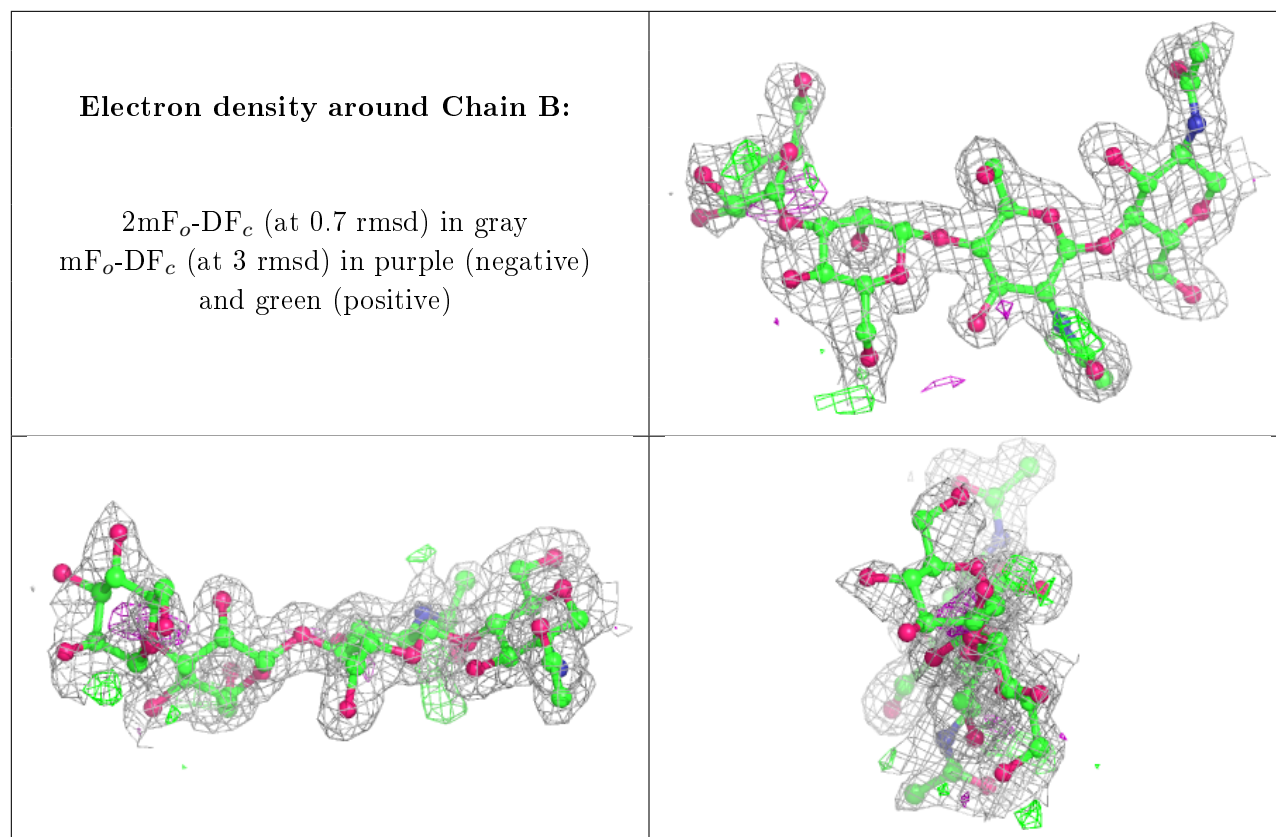 Electron density around Chain B:
2mFo-DFc (at 0.7 rmsd) in gray
mFo-DFc (at 3 rmsd) in purple (negative)
and green (positive)